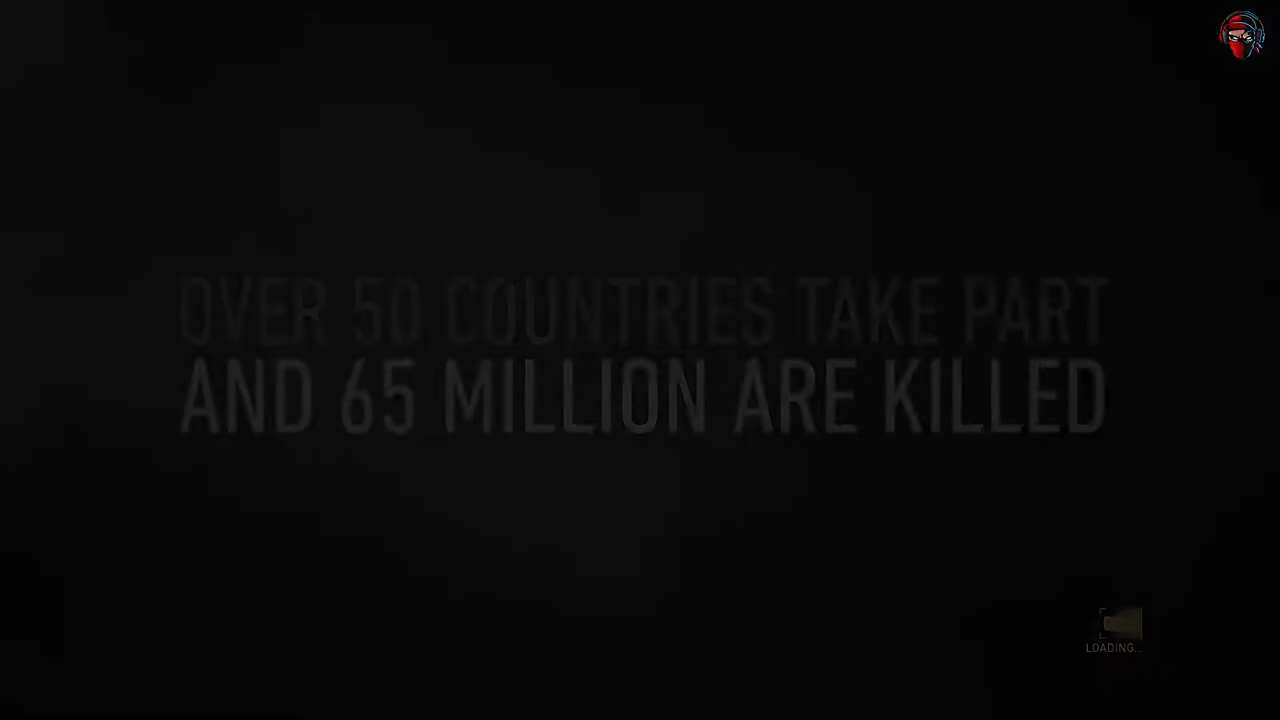 OVER 50 COUNTRIES TAKE PART
AND 65 MILLION ARE KILLED
LOADING...